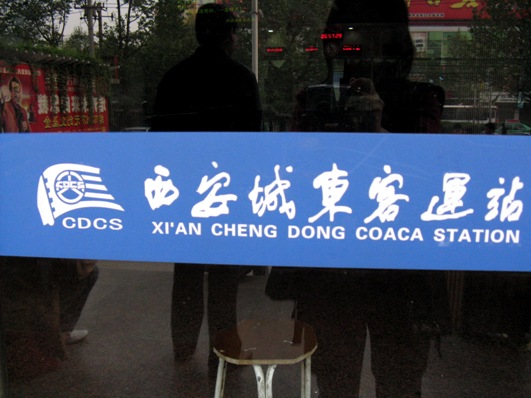 西安城東客運站
CDCS
CDCS
XI'AN CHENG DONG COACA STATION